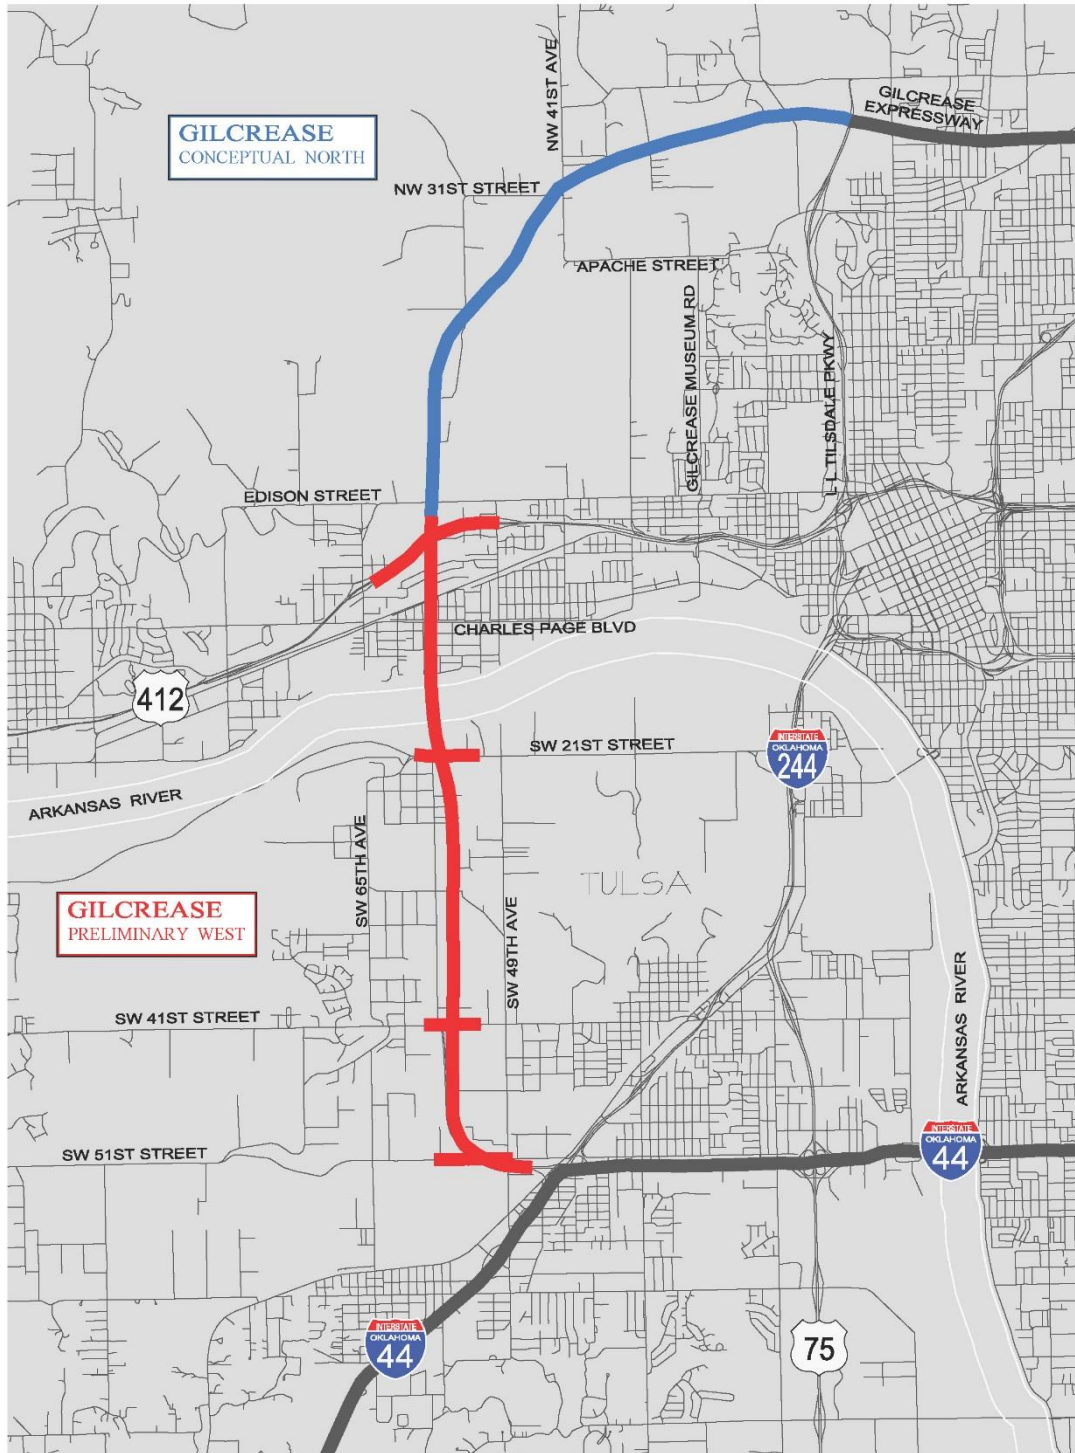 NW 41ST AVE
GILCREASE
EXPRESSWAY
GILCREASE
CONCEPTUAL NORTH
NW 31ST STREET
APACHE STREET
GILCREASE MUSEUM RD
L L TILSDALE PKWY
EDISON STREET
CHARLES PAGE BLVD
412
SW 21ST STREET
INTERSTATE
OKLAHOMA
244
ARKANSAS RIVER
SW 65TH AVE
TULSA
GILCREASE
PRELIMINARY WEST
SW 49TH AVE
ARKANSAS RIVER
SW 41ST STREET
SW 51ST STREET
INTERSTATE
OKLAHOMA
44
INTERSTATE
OKLAHOMA
44
75